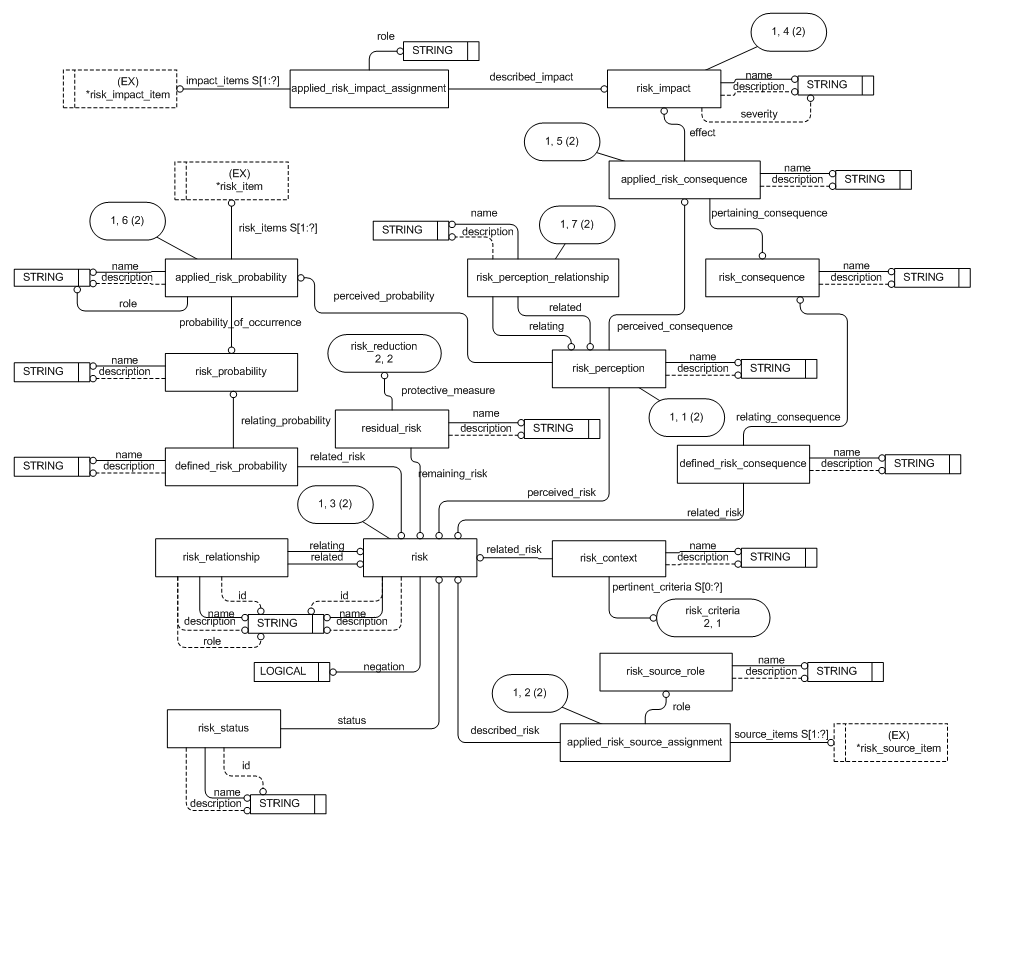 1, 4 (2)
role
STRING
(EX)
*risk_impact_item
impact_items S[1:?]
applied_risk_impact_assignment
described_impact
risk_impact
name
description
STRING
severity
effect
1, 5 (2)
applied_risk_consequence
name
description
STRING
pertaining_consequence
(EX)
*risk_item
risk_items S[1:?]
1, 6 (2)
STRING
name
description
applied_risk_probability
role
probability_of_occurrence
perceived_probability
STRING
name
description
1, 7 (2)
risk_perception_relationship
related
relating
perceived_consequence
risk_consequence
name
description
STRING
STRING
name
description
risk_probability
relating_probability
risk_reduction
2, 2
protective_measure
residual_risk
name
description
STRING
risk_perception
name
description
STRING
1, 1 (2)
relating_consequence
STRING
name
description
defined_risk_probability
related_risk
remaining_risk
defined_risk_consequence
name
description
STRING
perceived_risk
related_risk
1, 3 (2)
risk_relationship
relating
related
risk
related_risk
risk_context
name
description
STRING
id
id
name
description
STRING
name
description
role
pertinent_criteria S[0:?]
risk_criteria
2, 1
LOGICAL
negation
risk_source_role
name
description
STRING
1, 2 (2)
role
risk_status
status
described_risk
applied_risk_source_assignment
source_items S[1:?]
(EX)
*risk_source_item
id
name
description
STRING